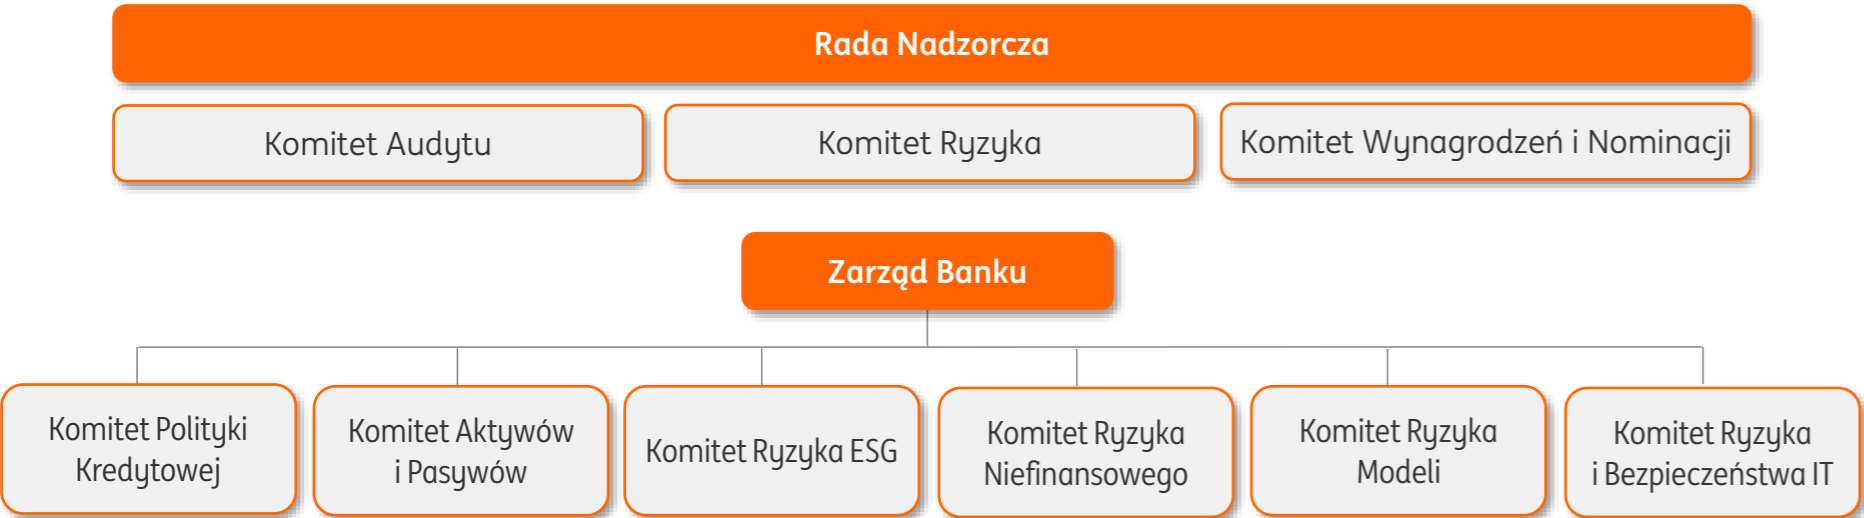 Rada Nadzorcza
Komitet Audytu
Komitet Ryzyka
Komitet Wynagrodzeń i Nominacji
Zarząd Banku
Komitet Polityki
Kredytowej
Komitet Aktywów
i Pasywów
Komitet Ryzyka ESG
Komitet Ryzyka
Niefinansowego
Komitet Ryzyka
Modeli
Komitet Ryzyka
i Bezpieczeństwa IT